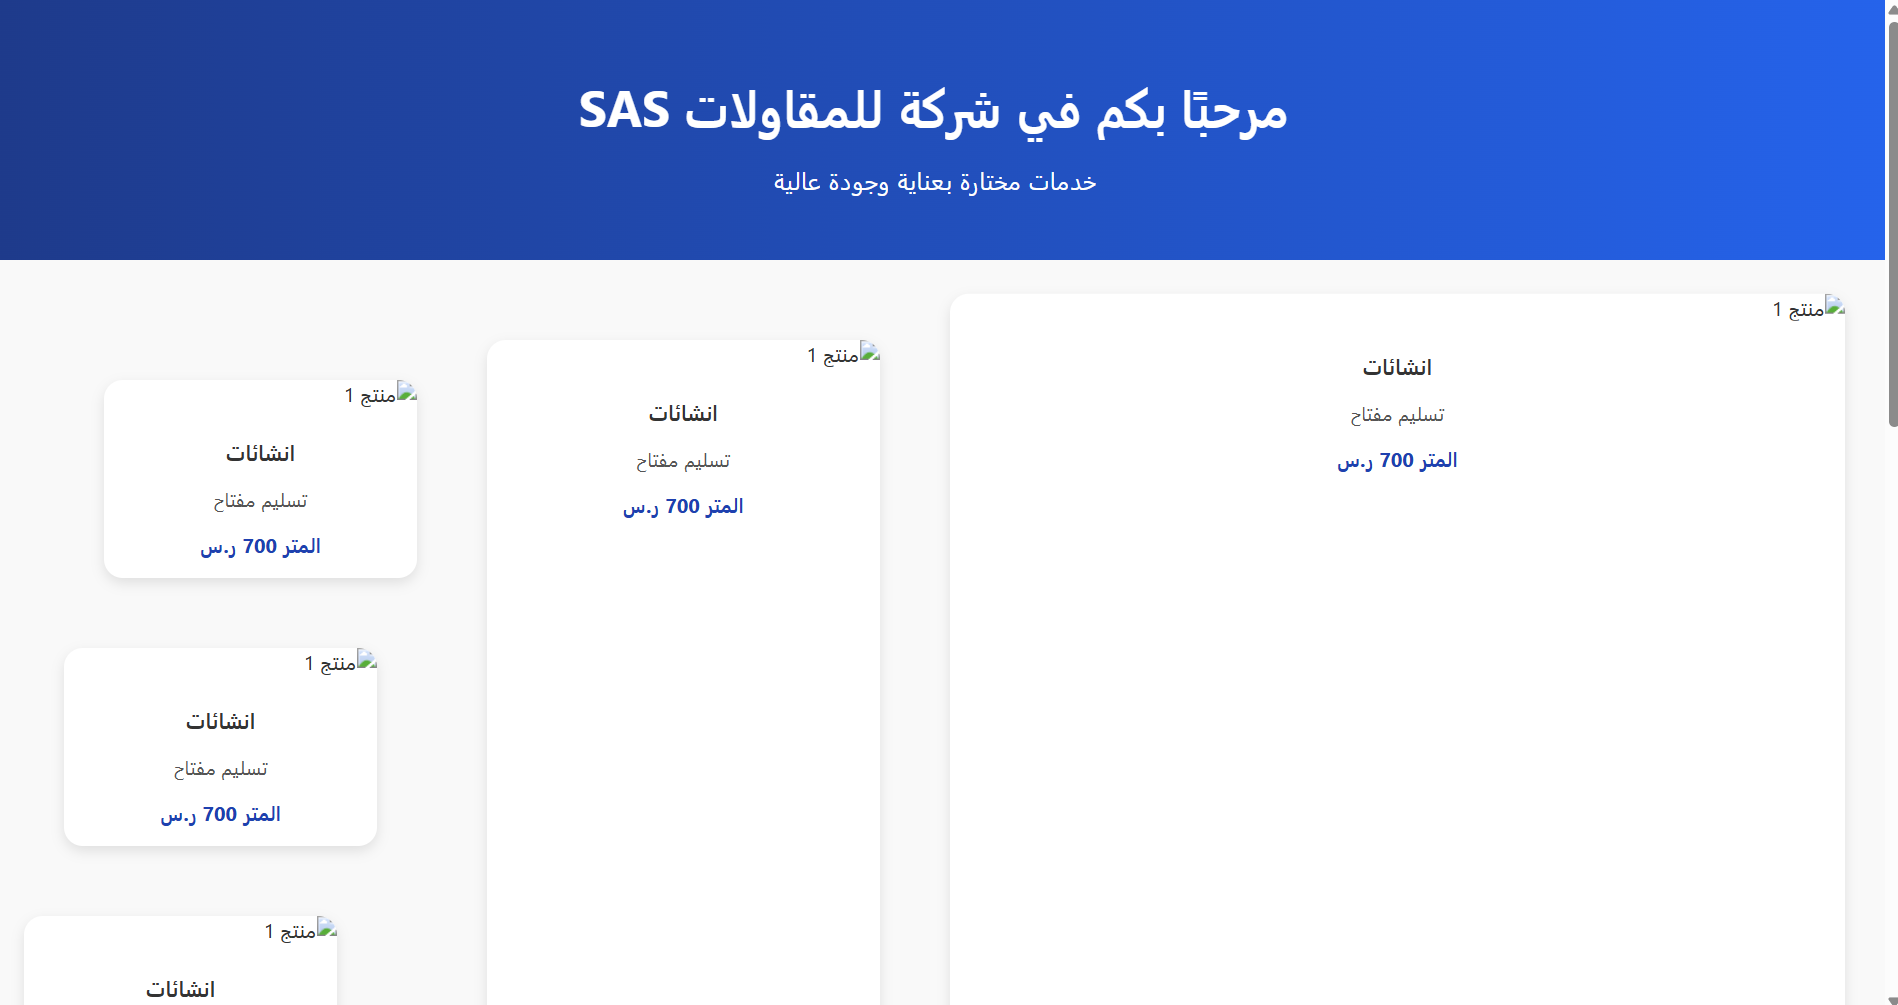 مرحبًا بكم في شركة للمقاولات SAS
خدمات مختارة بعناية وجودة عالية
منتج 1
انشائات
تسليم مفتاح
المتر 700 ر.س
منتج 1
انشائات
تسليم مفتاح
المتر 700 ر.س
منتج 1
انشائات
تسليم مفتاح
المتر 700 ر.س
منتج 1
انشائات
تسليم مفتاح
المتر 700 ر.س
منتج 1
انشائات